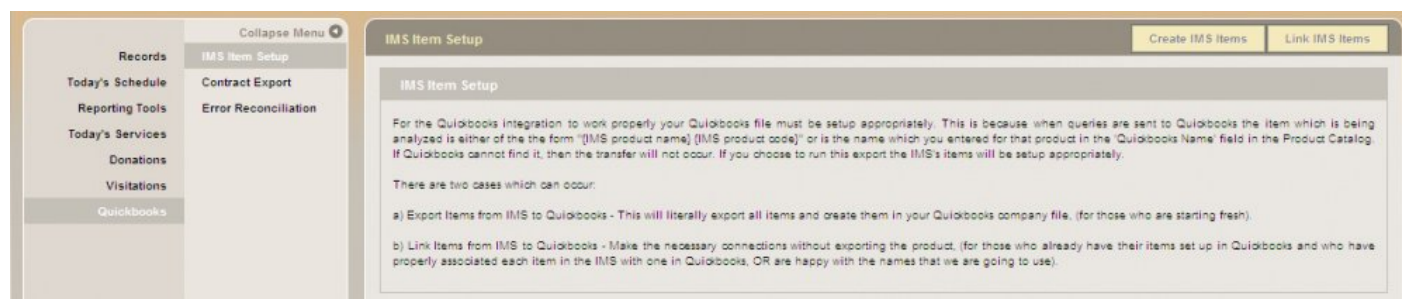 Collapse Menu
Records
Today's Schedule
Reporting Tools
Today's Services
Donations
Visitations
Quickbooks
IMS Item Setup
Contract Export
Error Reconciliation
IMS Item Setup
Create IMS Items
Link IMS Items
IMS Item Setup
For the Quickbooks integration to work properly your Quickbooks file must be setup appropriately. This is because when queries are sent to Quickbooks the item which is being
analyzed is either of the the form "{IMS product name} {IMS product code}" or is the name which you entered for that product in the 'Quickbooks Name' field in the Product Catalog.
If Quickbooks cannot find it, then the transfer will not occur. If you choose to run this export the IMS's items will be setup appropriately.
There are two cases which can occur:
a) Export Items from IMS to Quickbooks - This will literally export all items and create them in your Quickbooks company file, (for those who are starting fresh).
b) Link Items from IMS to Quickbooks - Make the necessary connections without exporting the product, (for those who already have their items set up in Quickbooks and who have
properly associated each item in the IMS with one in Quickbooks, OR are happy with the names that we are going to use).